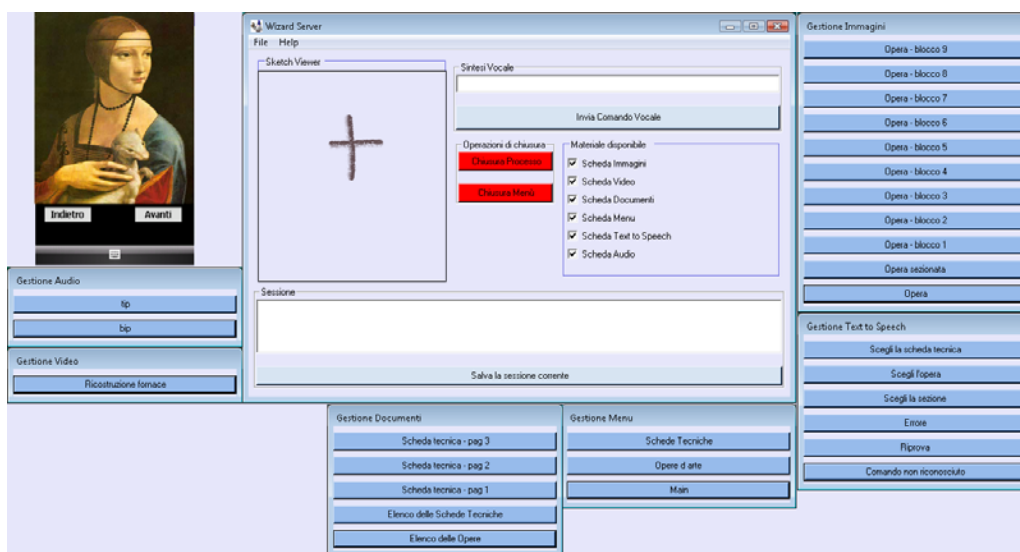 Indietro
Avanti
Gestione Audio
tip
bip
Gestione Video
Ricostruzione fornace
Wizard Server
File Help
Sketch Viewer
Sintesi Vocale
Invia Comando Vocale
Operazioni di chiusura
Chiusura Processo
Chiusura Menù
Materiale disponibile
Scheda Immagini
Scheda Video
Scheda Documenti
Scheda Menu
Scheda Text to Speech
Scheda Audio
Sessione
Salva la sessione corrente
Gestione Documenti
Scheda tecnica - pag 3
Scheda tecnica - pag 2
Scheda tecnica - pag 1
Elenco delle Schede Tecniche
Elenco delle Opere
Gestione Menu
Schede Tecniche
Opere d arte
Main
Gestione Immagini
Opera - blocco 9
Opera - blocco 8
Opera - blocco 7
Opera - blocco 6
Opera - blocco 5
Opera - blocco 4
Opera - blocco 3
Opera - blocco 2
Opera - blocco 1
Opera sezionata
Opera
Gestione Text to Speech
Scegli la scheda tecnica
Scegli l'opera
Scegli la sezione
Errore
Riprova
Comando non riconosciuto